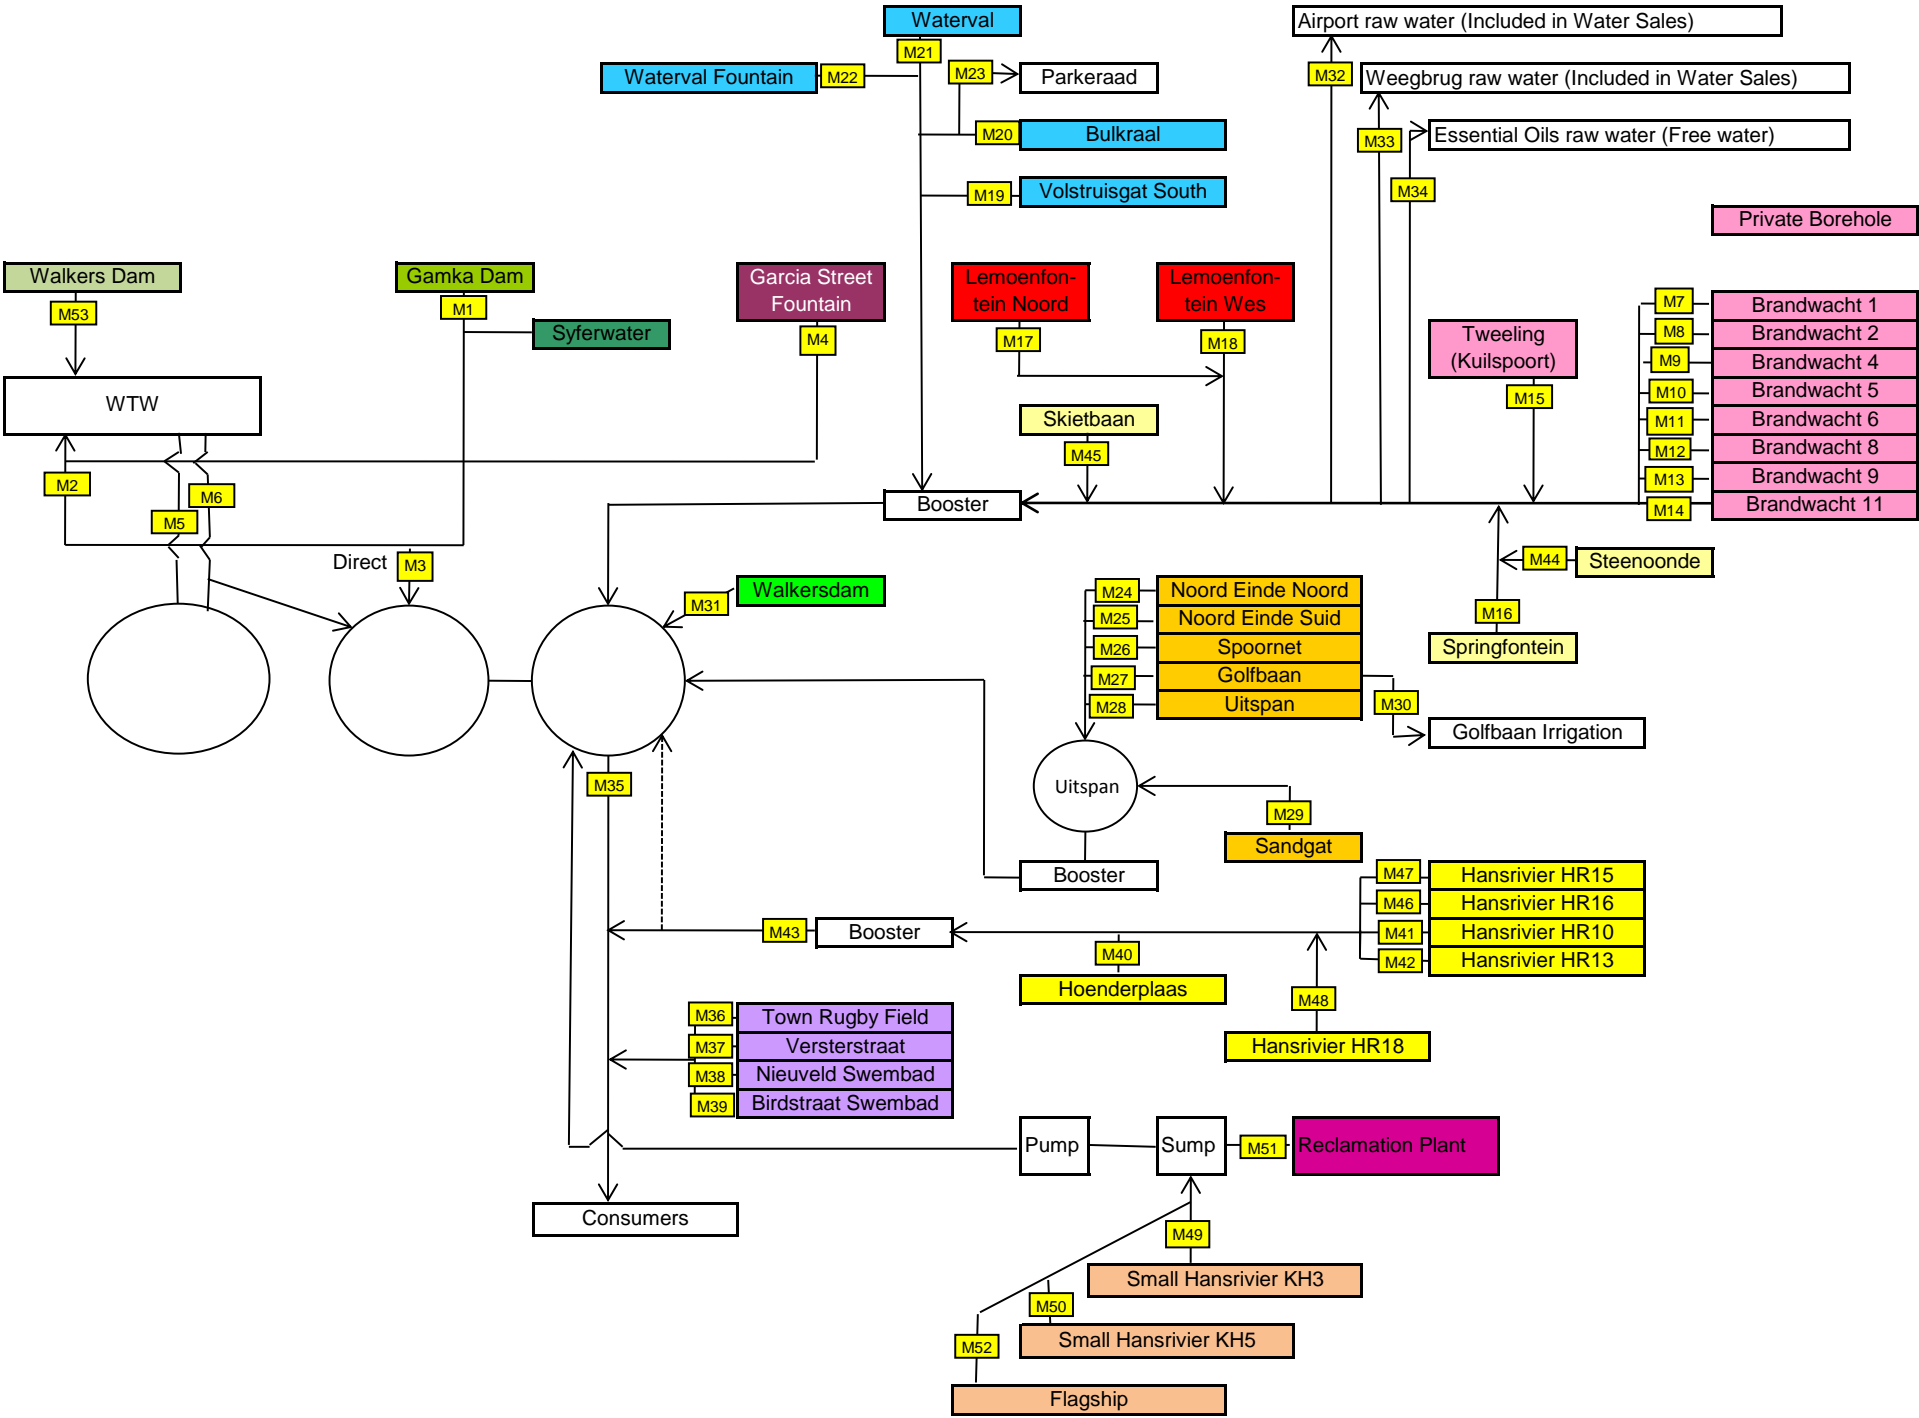 Waterval
Airport raw water (Included in Water Sales)
M21
Waterval Fountain
M22
M23
Parkeraad
M32
Weegbrug raw water (Included in Water Sales)
M20
Bulkraal
M33
Essential Oils raw water (Free water)
M19
Volstruisgat South
M34
Private Borehole
Walkers Dam
Gamka Dam
Garcia Street
Fountain
Lemoenfon-
tein Noord
Lemoenfon-
tein Wes
M53
M1
Syferwater
M4
M17
M18
Tweeling
(Kuilspoort)
M7
Brandwacht 1
M8
Brandwacht 2
M9
Brandwacht 4
M10
Brandwacht 5
M11
Brandwacht 6
M12
Brandwacht 8
M13
Brandwacht 9
M14
Brandwacht 11
WTW
M15
Skietbaan
M45
M2
M6
M5
Booster
Direct
M3
M44
Steenoonde
M31
Walkersdam
M24
Noord Einde Noord
M25
Noord Einde Suid
M26
Spoornet
M27
Golfbaan
M28
Uitspan
M16
Springfontein
M30
Golfbaan Irrigation
M35
Uitspan
M29
Sandgat
Booster
M47
Hansrivier HR15
M46
Hansrivier HR16
M41
Hansrivier HR10
M42
Hansrivier HR13
M43
Booster
M40
Hoenderplaas
M48
Hansrivier HR18
M36
Town Rugby Field
M37
Versterstraat
M38
Nieuveld Swembad
M39
Birdstraat Swembad
Pump
Sump
M51
Reclamation Plant
Consumers
M49
Small Hansrivier KH3
M50
Small Hansrivier KH5
M52
Flagship